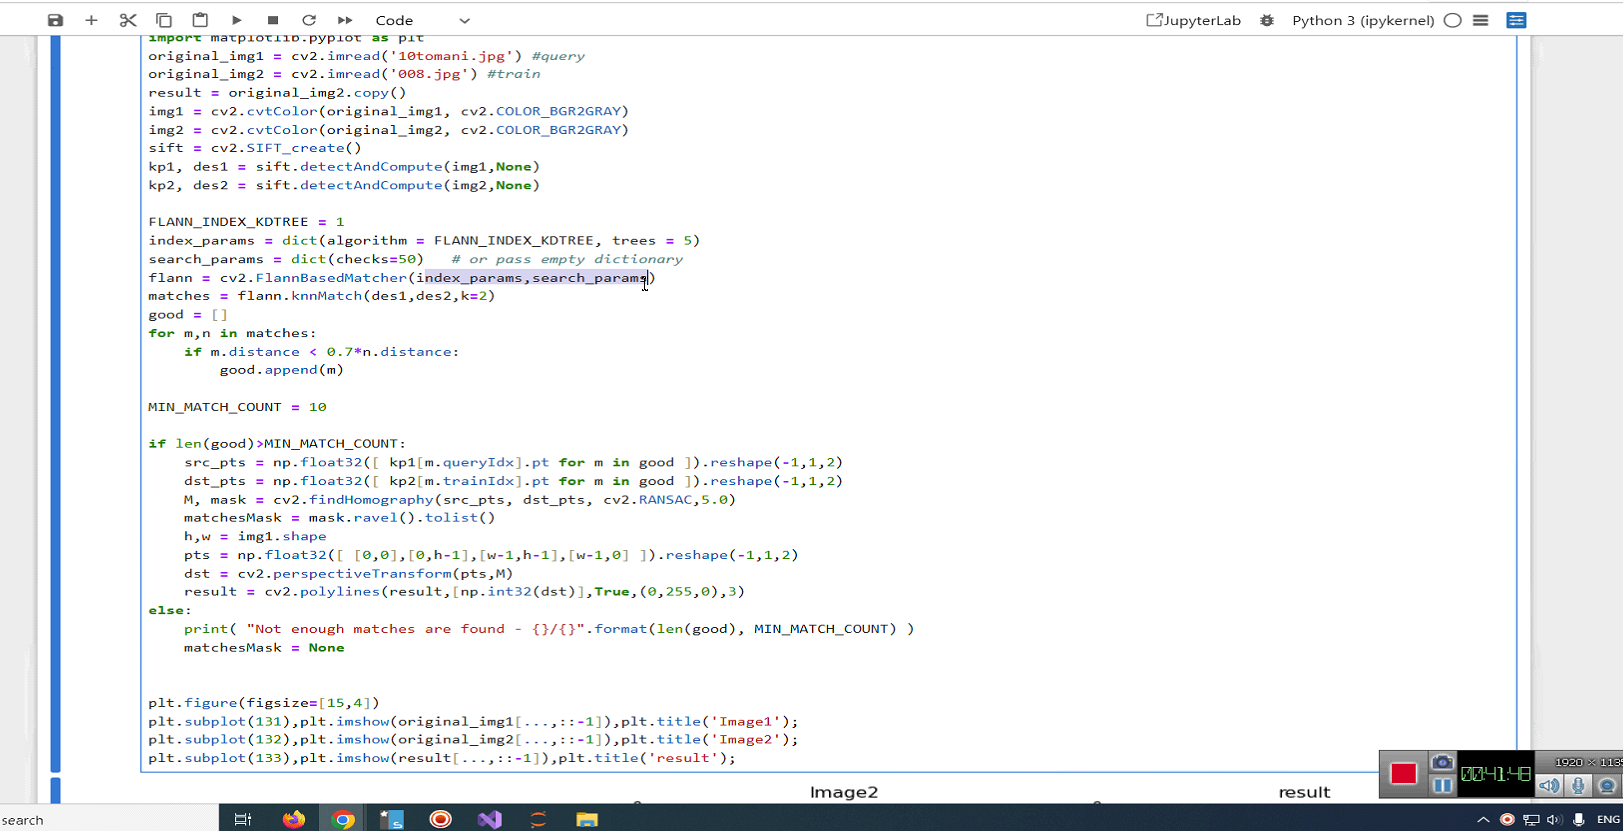 Code
JupyterLab
Python 3 (ipykernel)
import matplotlib.pyplot as plt
original_img1 = cv2.imread('10tomani.jpg') #query
original_img2 = cv2.imread('008.jpg') #train
result = original_img2.copy()
img1 = cv2.cvtColor(original_img1, cv2.COLOR_BGR2GRAY)
img2 = cv2.cvtColor(original_img2, cv2.COLOR_BGR2GRAY)
sift = cv2.SIFT_create()
kp1, des1 = sift.detectAndCompute(img1,None)
kp2, des2 = sift.detectAndCompute(img2,None)
FLANN_INDEX_KDTREE = 1
index_params = dict(algorithm = FLANN_INDEX_KDTREE, trees = 5)
search_params = dict(checks=50)   # or pass empty dictionary
flann = cv2.FlannBasedMatcher(index_params,search_params)
matches = flann.knnMatch(des1,des2,k=2)
good = []
for m,n in matches:
    if m.distance < 0.7*n.distance:
        good.append(m)
MIN_MATCH_COUNT = 10
if len(good)>MIN_MATCH_COUNT:
    src_pts = np.float32([ kp1[m.queryIdx].pt for m in good ]).reshape(-1,1,2)
    dst_pts = np.float32([ kp2[m.trainIdx].pt for m in good ]).reshape(-1,1,2)
    M, mask = cv2.findHomography(src_pts, dst_pts, cv2.RANSAC,5.0)
    matchesMask = mask.ravel().tolist()
    h,w = img1.shape
    pts = np.float32([ [0,0],[0,h-1],[w-1,h-1],[w-1,0] ]).reshape(-1,1,2)
    dst = cv2.perspectiveTransform(pts,M)
    result = cv2.polylines(result,[np.int32(dst)],True,(0,255,0),3)
else:
    print( "Not enough matches are found - {}/{}".format(len(good), MIN_MATCH_COUNT) )
    matchesMask = None
plt.figure(figsize=[15,4])
plt.subplot(131),plt.imshow(original_img1[...,::-1]),plt.title('Image1');
plt.subplot(132),plt.imshow(original_img2[...,::-1]),plt.title('Image2');
plt.subplot(133),plt.imshow(result[...,::-1]),plt.title('result');
Image2
result
00:41:48
search
ENG